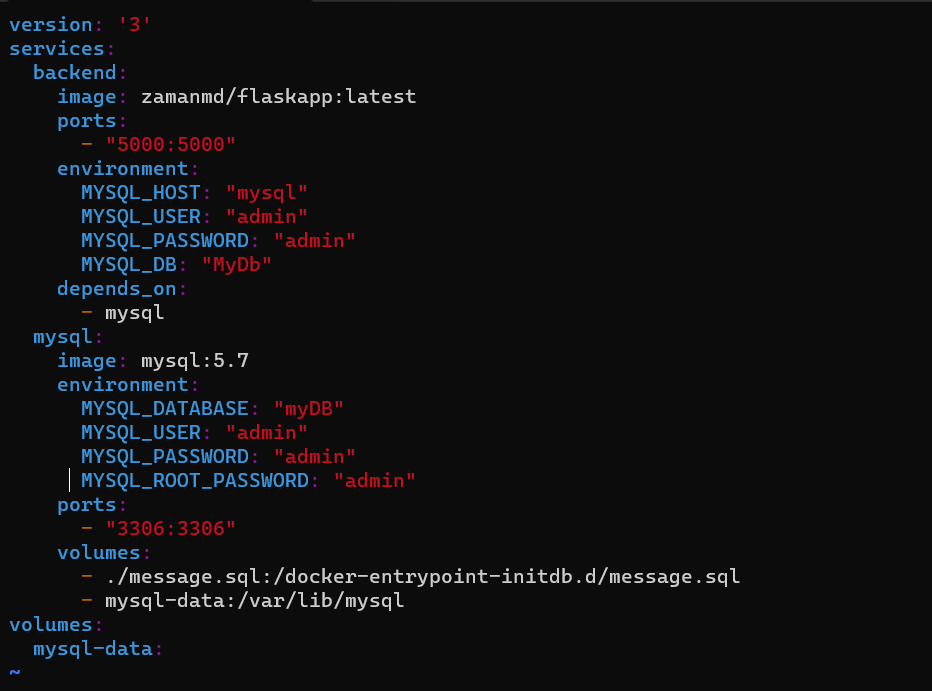 version: '3'
services:
  backend:
    image: zamanmd/flaskapp:latest
    ports:
      - "5000:5000"
    environment:
      MYSQL_HOST: "mysql"
      MYSQL_USER: "admin"
      MYSQL_PASSWORD: "admin"
      MYSQL_DB: "MyDb"
    depends_on:
      - mysql
  mysql:
    image: mysql:5.7
    environment:
      MYSQL_DATABASE: "myDB"
      MYSQL_USER: "admin"
      MYSQL_PASSWORD: "admin"
      MYSQL_ROOT_PASSWORD: "admin"
    ports:
      - "3306:3306"
    volumes:
      - ./message.sql:/docker-entrypoint-initdb.d/message.sql
      - mysql-data:/var/lib/mysql
volumes:
  mysql-data:
~